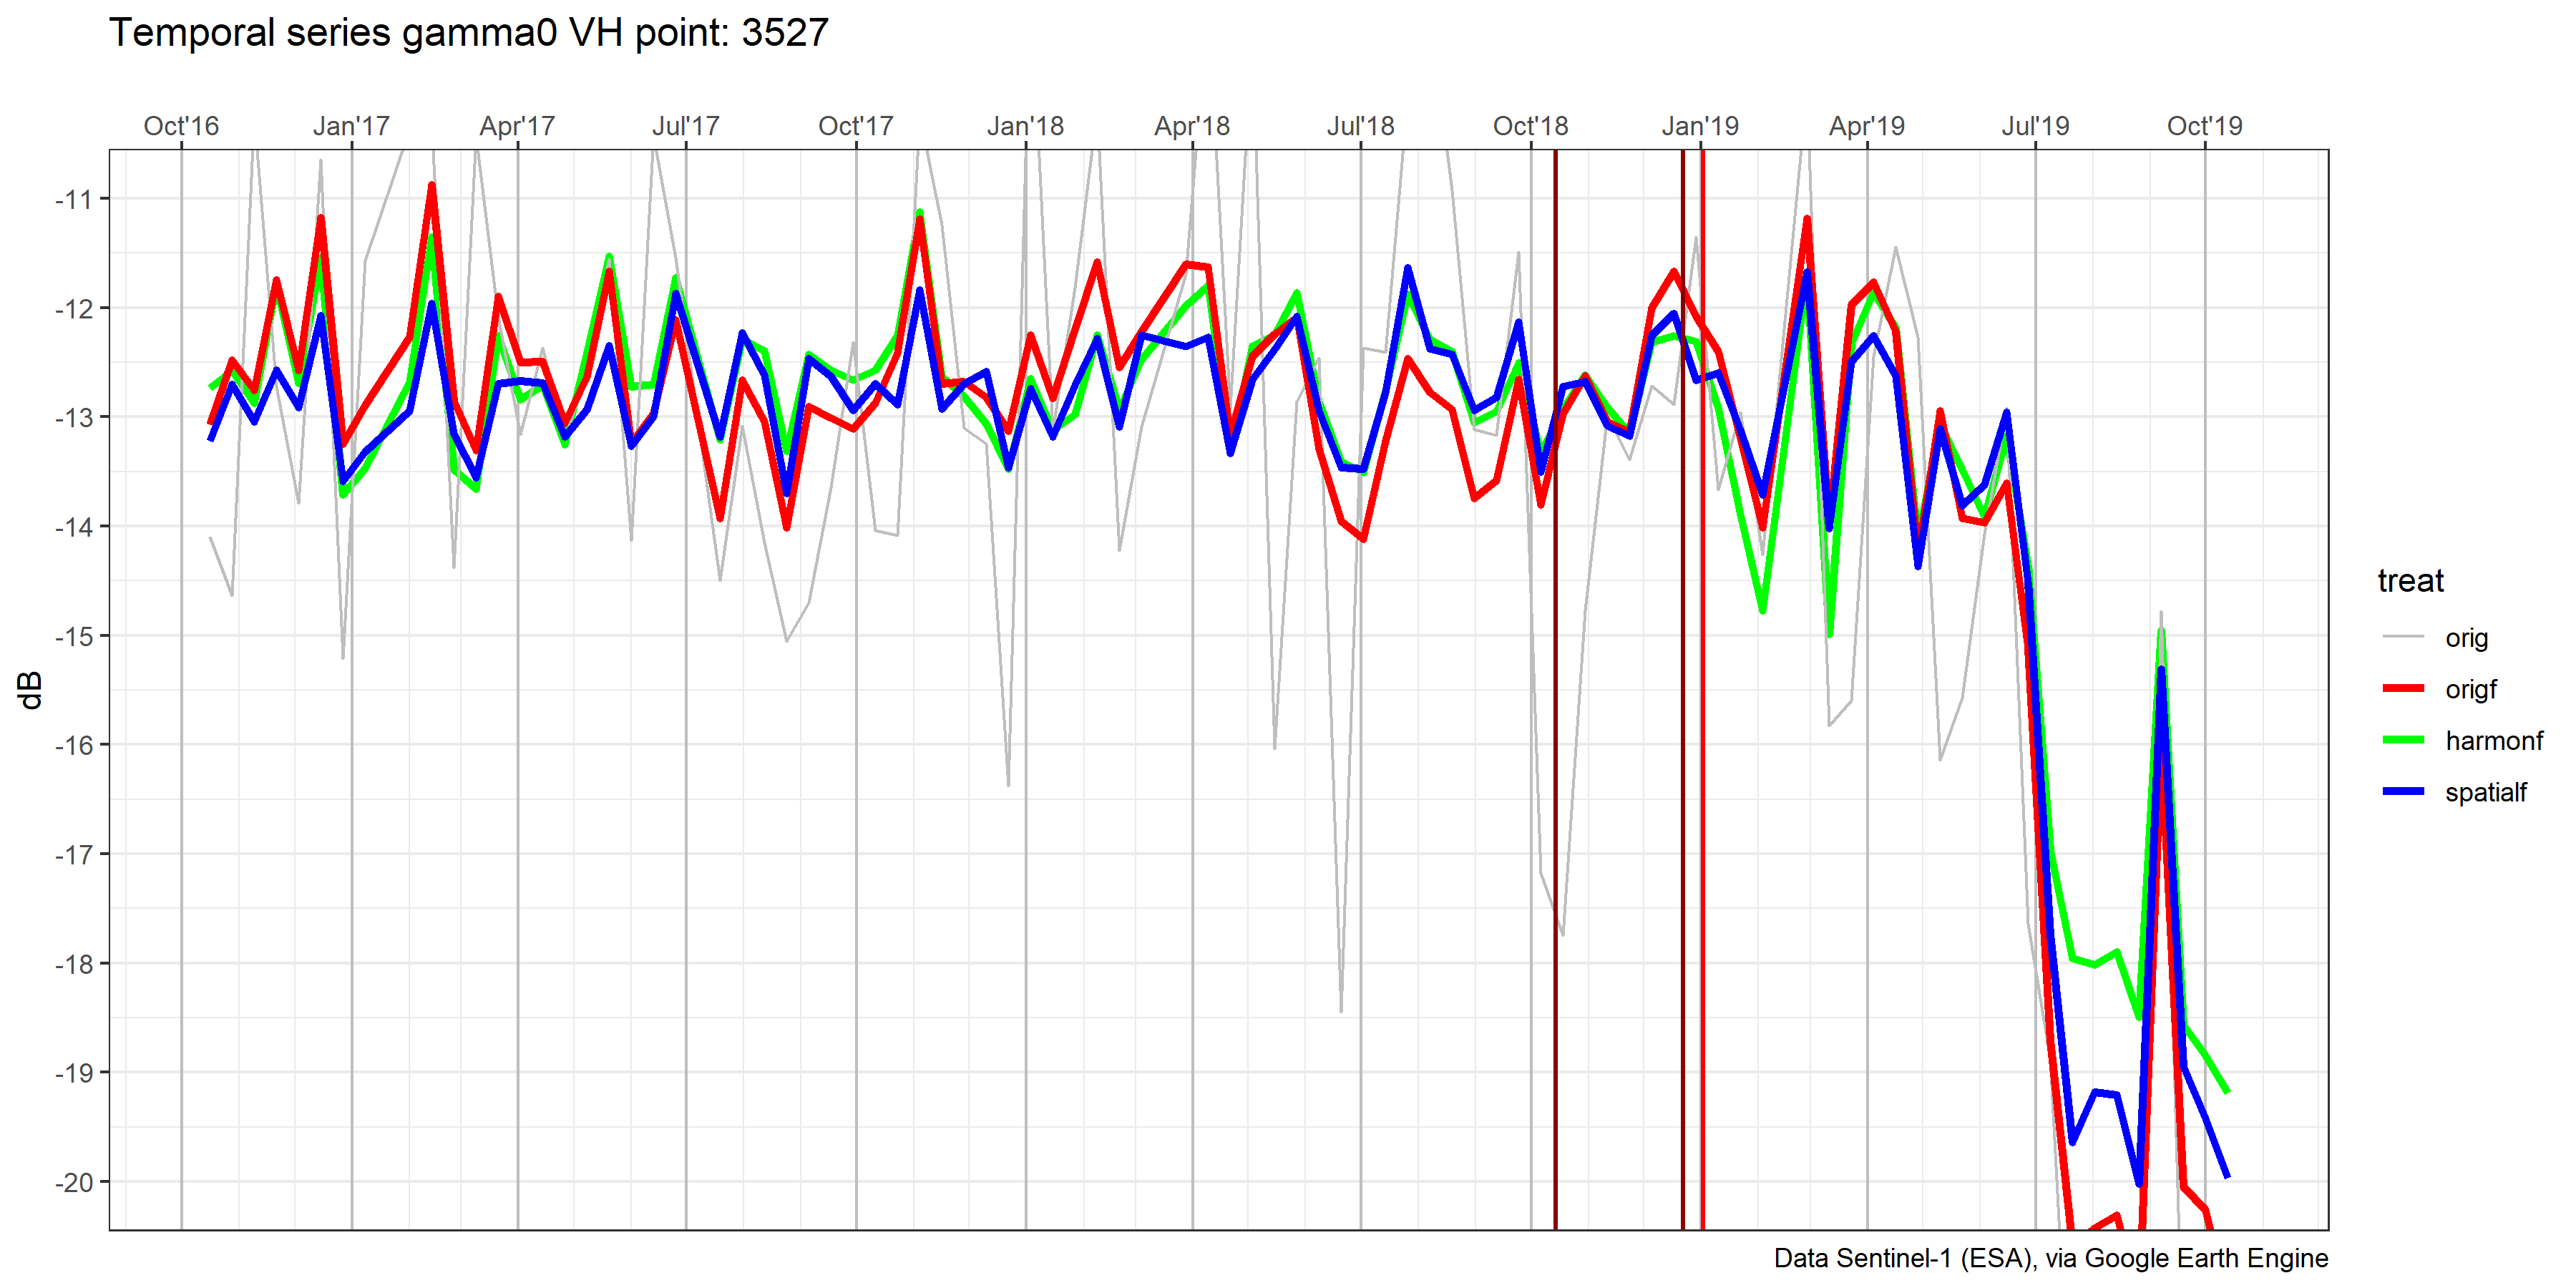 Temporal series gamma0 VH point: 3527
Oct'16 Jan'17 Apr'17 Jul'17 Oct'17 Jan'18 Apr'18 Jul'18 Oct'18 Jan'19 Apr'19 Jul'19 Oct'19
-11
-12
-13
-14
-15
-16
-17
-18
-19
-20
dB
treat
orig
origf
harmonf
spatialf
Data Sentinel-1 (ESA), via Google Earth Engine